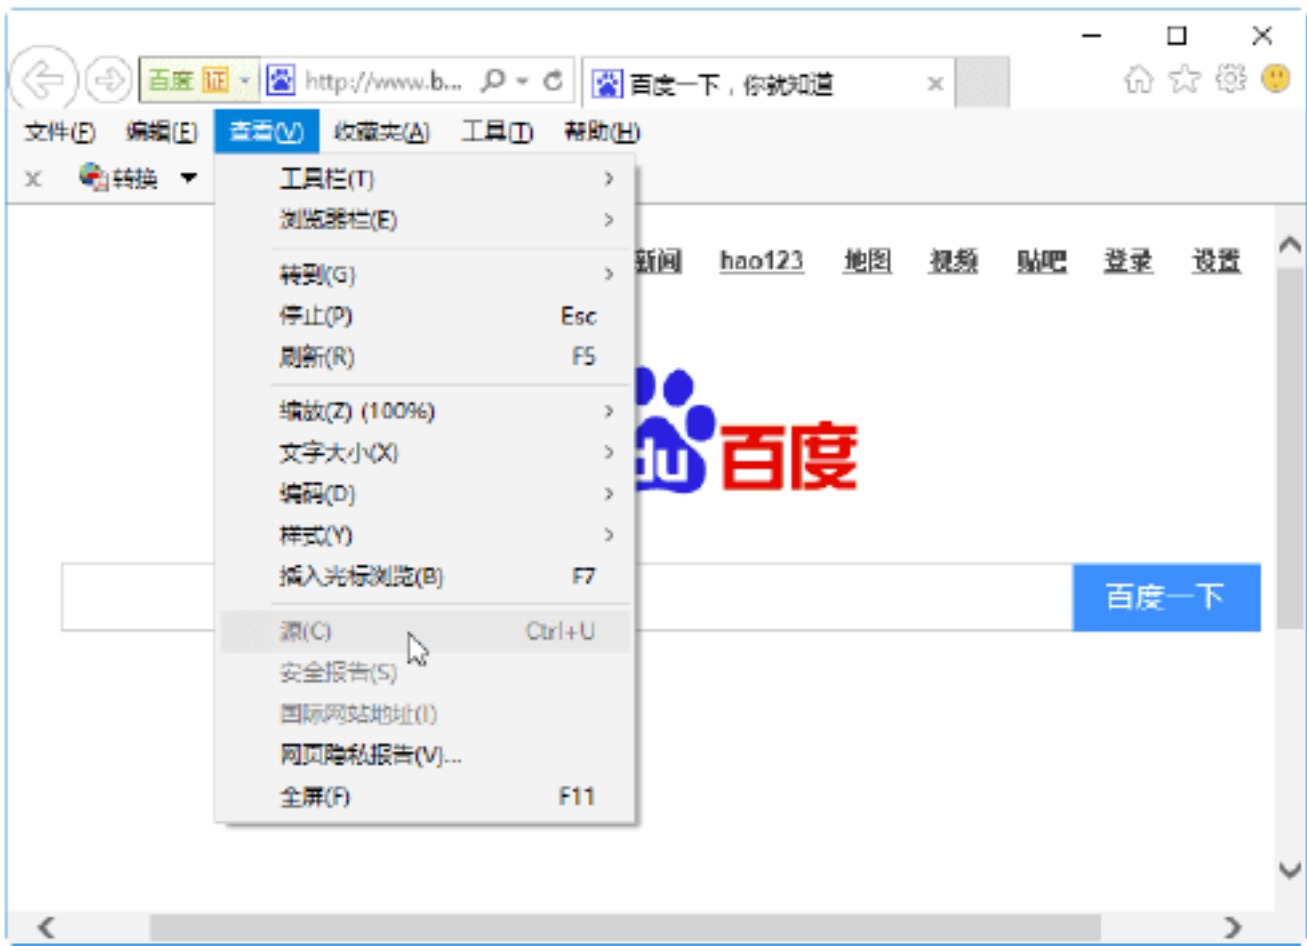 百度 证 http://www.b... 百度一下，你就知道
文件(F) 编辑(E) 查看(V) 收藏夹(A) 工具(T) 帮助(H)
x 转换
工具栏(T)
浏览器栏(E)
转到(G)
停止(P) Esc
刷新(R) F5
缩放(Z) (100%)
文字大小(X)
编码(D)
样式(Y)
插入光标浏览(B) F7
源(C) Ctrl+U
安全报告(S)
国际网站地址(I)
网页隐私报告(V)...
全屏(F) F11
新闻 hao123 地图 视频 贴吧 登录 设置
du 百度
百度一下